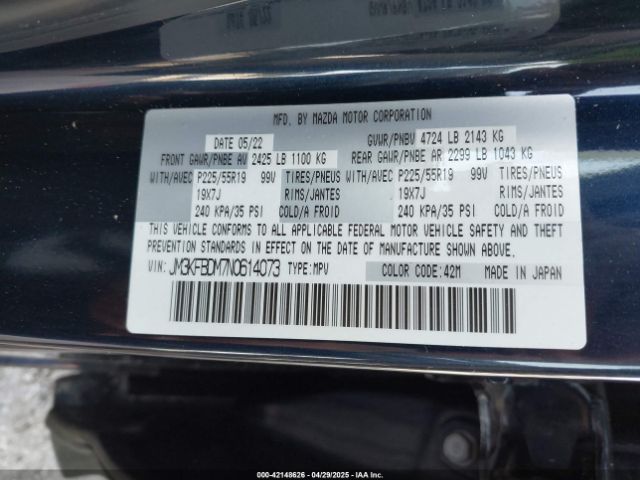 MFD. BY MAZDA MOTOR CORPORATION
DATE 05/22 GVWR/PNBV 4724 LB 2143 KG
FRONT GAWR/PNBE AV 2425 LB 1100 KG REAR GAWR/PNBE AR 2299 LB 1043 KG
WITH/AVEC P225/55R19 99V TIRES/PNEUS WITH/AVEC P225/55R19 99V TIRES/PNEUS
19X7J RIMS/JANTES 19X7J RIMS/JANTES
240 KPA/35 PSI COLD/A FROID 240 KPA/35 PSI COLD/A FROID
THIS VEHICLE CONFORMS TO ALL APPLICABLE FEDERAL MOTOR VEHICLE SAFETY AND THEFT
PREVENTION STANDARDS IN EFFECT ON THE DATE OF MANUFACTURE SHOWN ABOVE.
VIN: JM3KFBDM7N0614073 TYPE:MPV COLOR CODE:42M MADE IN JAPAN
000-42148626 - 04/29/2025 - IAAI.COM